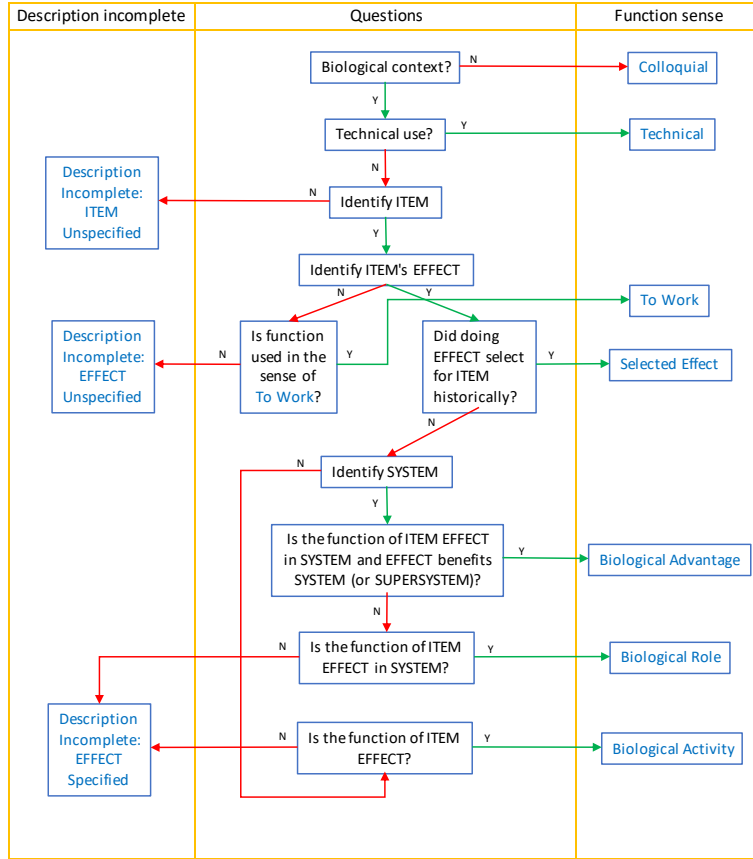 Description incomplete
Questions
Function sense
Biological context?
N
Colloquial
Y
Technical use?
Y
Technical
N
Description
Incomplete:
ITEM
Unspecified
N
Identify ITEM
Y
Identify ITEM's EFFECT
N
Y
To Work
Description
Incomplete:
EFFECT
Unspecified
N
Is function
used in the
sense of
To Work?
Y
Did doing
EFFECT select
for ITEM
historically?
Y
Selected Effect
N
N
Identify SYSTEM
Y
Is the function of ITEM EFFECT
in SYSTEM and EFFECT benefits
SYSTEM (or SUPERSYSTEM)?
Y
Biological Advantage
N
N
Is the function of ITEM
EFFECT in SYSTEM?
Y
Biological Role
Description
Incomplete:
EFFECT
Specified
N
Is the function of ITEM
EFFECT?
Y
Biological Activity